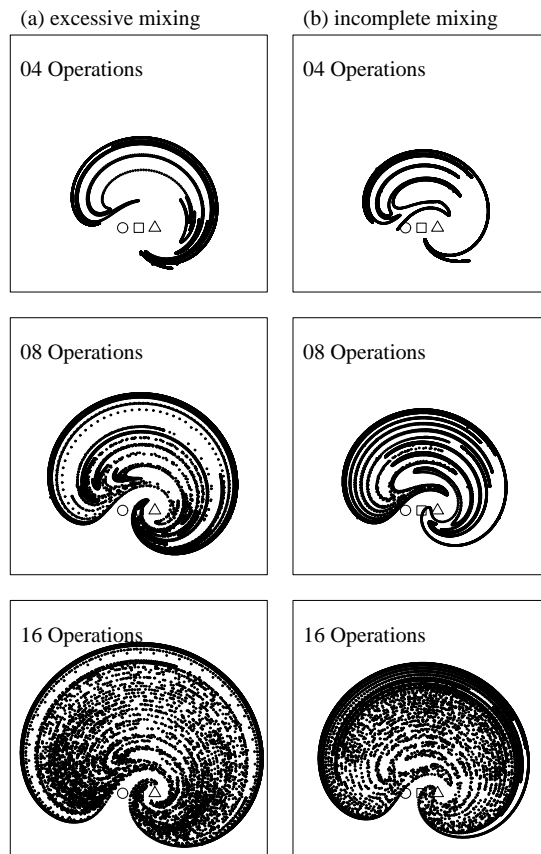 (a) excessive mixing
(b) incomplete mixing
04 Operations
04 Operations
08 Operations
08 Operations
16 Operations
16 Operations